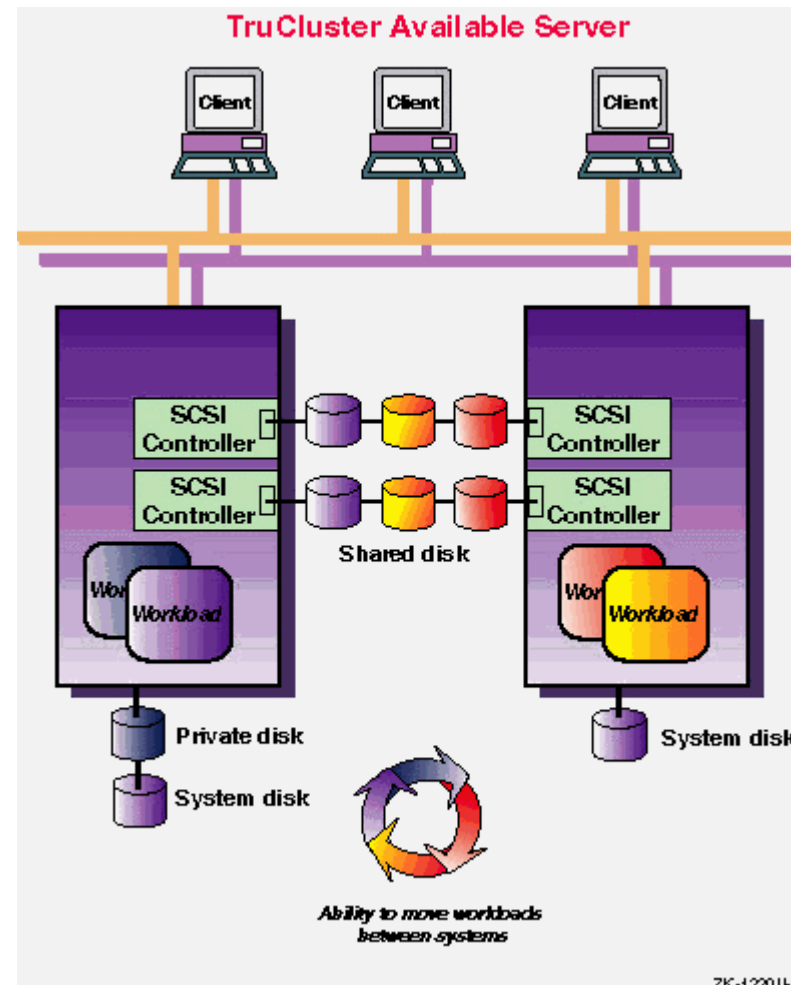 TruCluster Available Server
Client
Client
Client
SCSI
Controller
SCSI
Controller
SCSI
Controller
SCSI
Controller
Shared disk
Workload
Workload
Private disk
System disk
System disk
Ability to move workloads
between systems